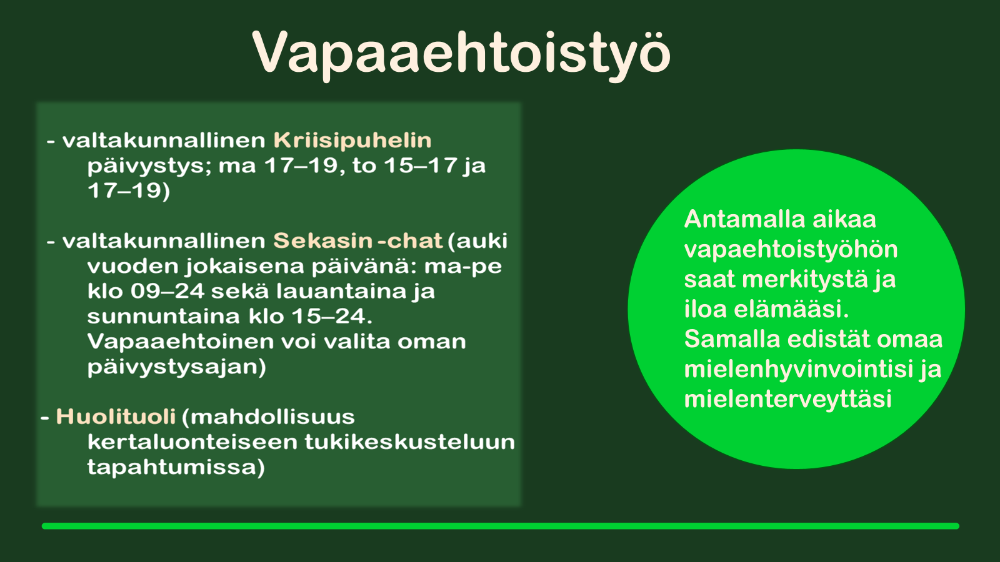 Vapaaehtoistyö
- valtakunnallinen Kriisipuhelin
päivystys; ma 17–19, to 15–17 ja
17–19)
- valtakunnallinen Sekasin -chat (auki
vuoden jokaisena päivänä: ma-pe
klo 09–24 sekä lauantaina ja
sunnuntaina klo 15–24.
Vapaaehtoinen voi valita oman
päivystysajan)
- Huolituoli (mahdollisuus
kertaluonteiseen tukikeskusteluun
tapahtumissa)
Antamalla aikaa
vapaehtoistyöhön
saat merkitystä ja
iloa elämääsi.
Samalla edistät omaa
mielenhyvinvointisi ja
mielenterveyttäsi